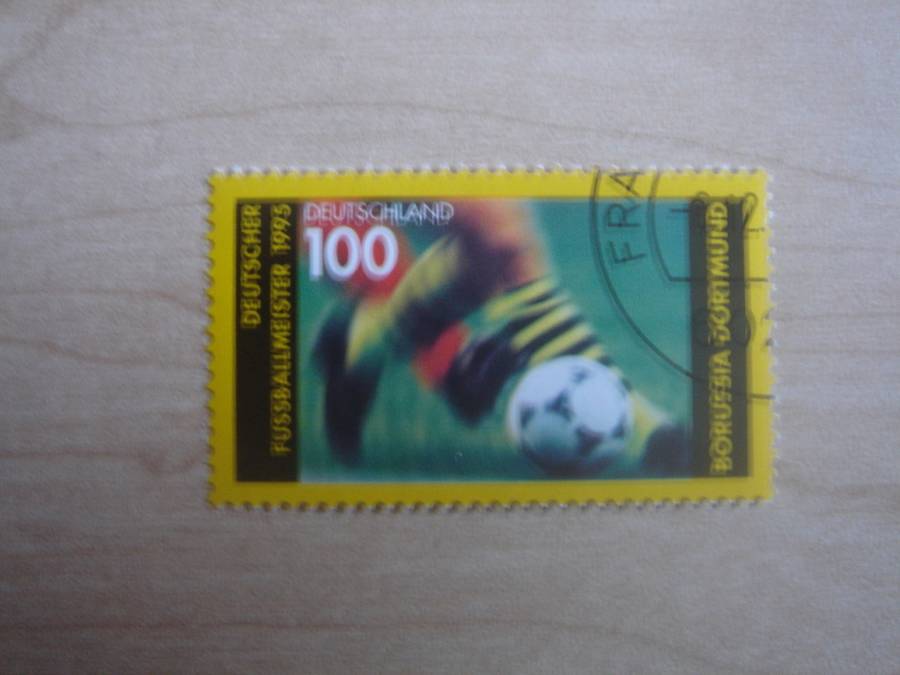 DEUTSCHER
FUSSBALLMEISTER 1995
DEUTSCHLAND
100
BORUSSIA DORTMUND
FRA